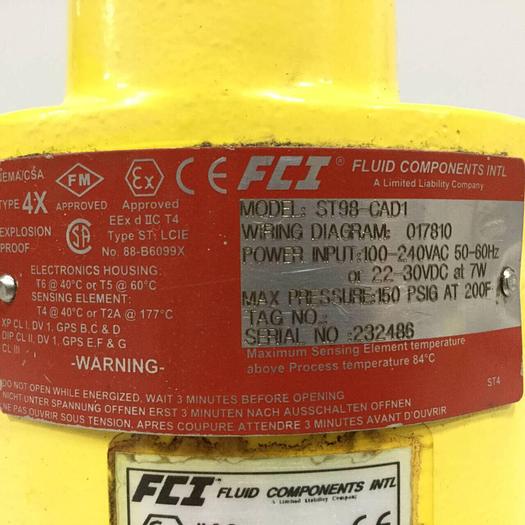 NEMA/CSA
TYPE 4X
EXPLOSION
PROOF
FM
APPROVED
Ex
Approved
EEx d IIC T4
Type ST: LCIE
No. 88-B6099X
SA
ELECTRONICS HOUSING:
T6 @ 40°C or T5 @ 60°C
SENSING ELEMENT:
T4 @ 40°C or T2A @ 177°C
XP CL I, DV 1, GPS B,C & D
DIP CL II, DV 1, GPS E,F & G
CL III
-WARNING-
CE FCI ® FLUID COMPONENTS INTL
A Limited Liability Company
MODEL: ST98-CAD1
WIRING DIAGRAM: 017810
POWER INPUT:100-240VAC 50-60Hz
or 22-30VDC at 7W
MAX PRESSURE:150 PSIG AT 200F
TAG NO.:
SERIAL NO.:232486
Maximum Sensing Element temperature
above Process temperature 84°C
DO NOT OPEN WHILE ENERGIZED, WAIT 3 MINUTES BEFORE OPENING
NICHT UNTER SPANNUNG OFFNEN ERST 3 MINUTEN NACH AUSSCHALTEN OFFNEN
NE PAS OUVRIR SOUS TENSION, APRES COUPURE ATTENDRE 3 MINUTES AVANT D'OUVRIR
ST4
FCI FLUID COMPONENTS INTL
A Limited Liability Company
CE